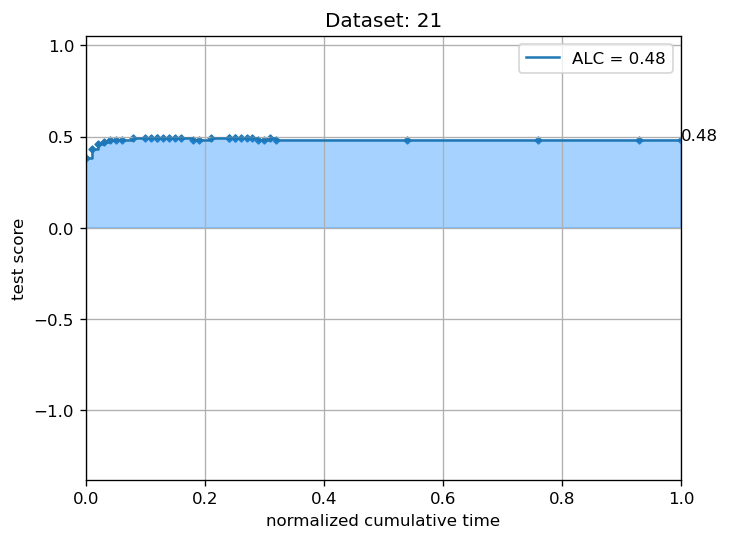 Dataset: 21
ALC = 0.48
1.0
0.5
0.48
0.0
−0.5
−1.0
test score
0.0 0.2 0.4 0.6 0.8 1.0
normalized cumulative time